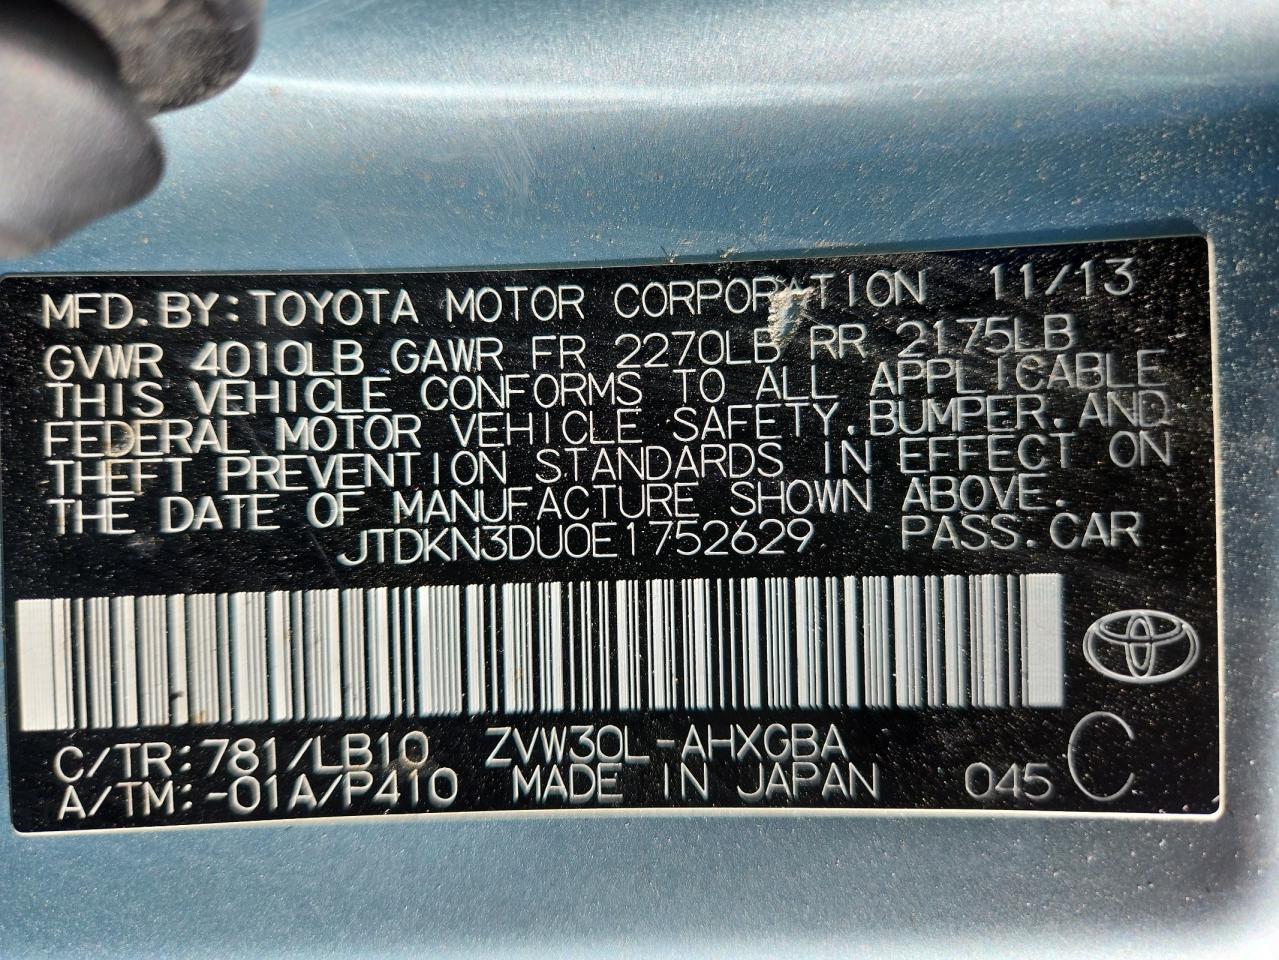 MFD. BY: TOYOTA MOTOR CORPORATION 11/13
GVWR 4010LB GAWR FR 2270LB RR 2175LB
THIS VEHICLE CONFORMS TO ALL APPLICABLE
FEDERAL MOTOR VEHICLE SAFETY, BUMPER, AND
THEFT PREVENTION STANDARDS IN EFFECT ON
THE DATE OF MANUFACTURE SHOWN ABOVE.
JTDKN3DU0E1752629 PASS. CAR
C/TR: 781/LB10 ZVW30L-AHXGBA
A/TM: -01A/P410 MADE IN JAPAN 045 C